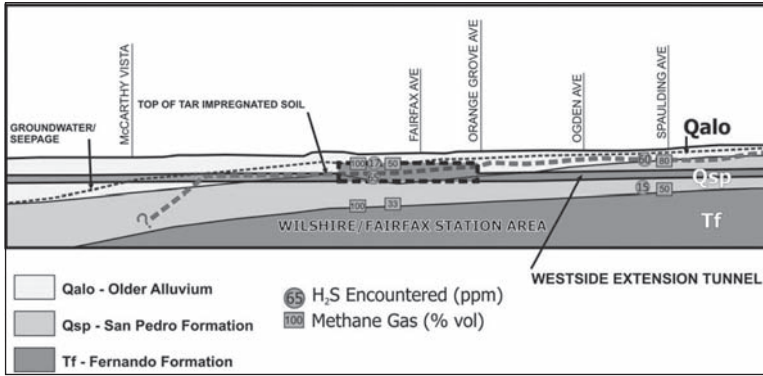 McCARTHY VISTA
FAIRFAX AVE
ORANGE GROVE AVE
OGDEN AVE
SPAULDING AVE
TOP OF TAR IMPREGNATED SOIL
GROUNDWATER/
SEEPAGE
Qalo
100 50
60 80
Qsp
15 50
100 33
?
WILSHIRE/FAIRFAX STATION AREA
Tf
WESTSIDE EXTENSION TUNNEL
Qalo - Older Alluvium
Qsp - San Pedro Formation
Tf - Fernando Formation
65 H₂S Encountered (ppm)
100 Methane Gas (% vol)